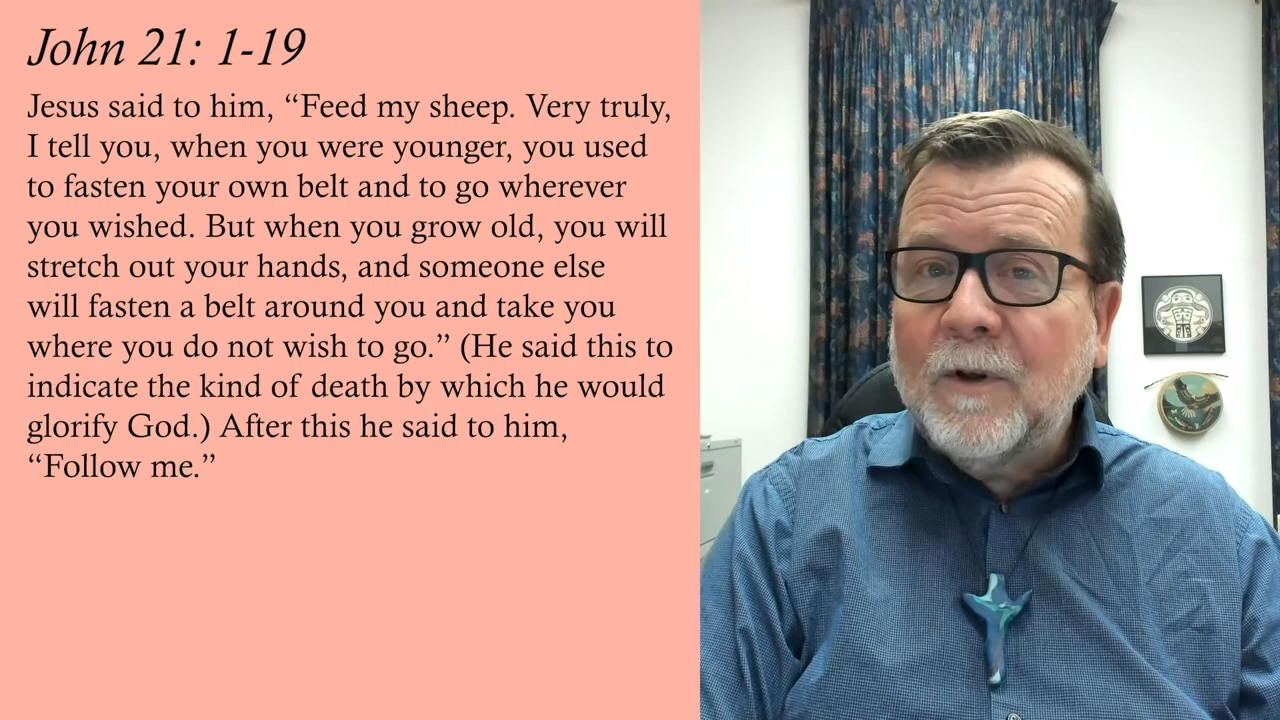 John 21: 1-19
Jesus said to him, “Feed my sheep. Very truly,
I tell you, when you were younger, you used
to fasten your own belt and to go wherever
you wished. But when you grow old, you will
stretch out your hands, and someone else
will fasten a belt around you and take you
where you do not wish to go.” (He said this to
indicate the kind of death by which he would
glorify God.) After this he said to him,
“Follow me.”